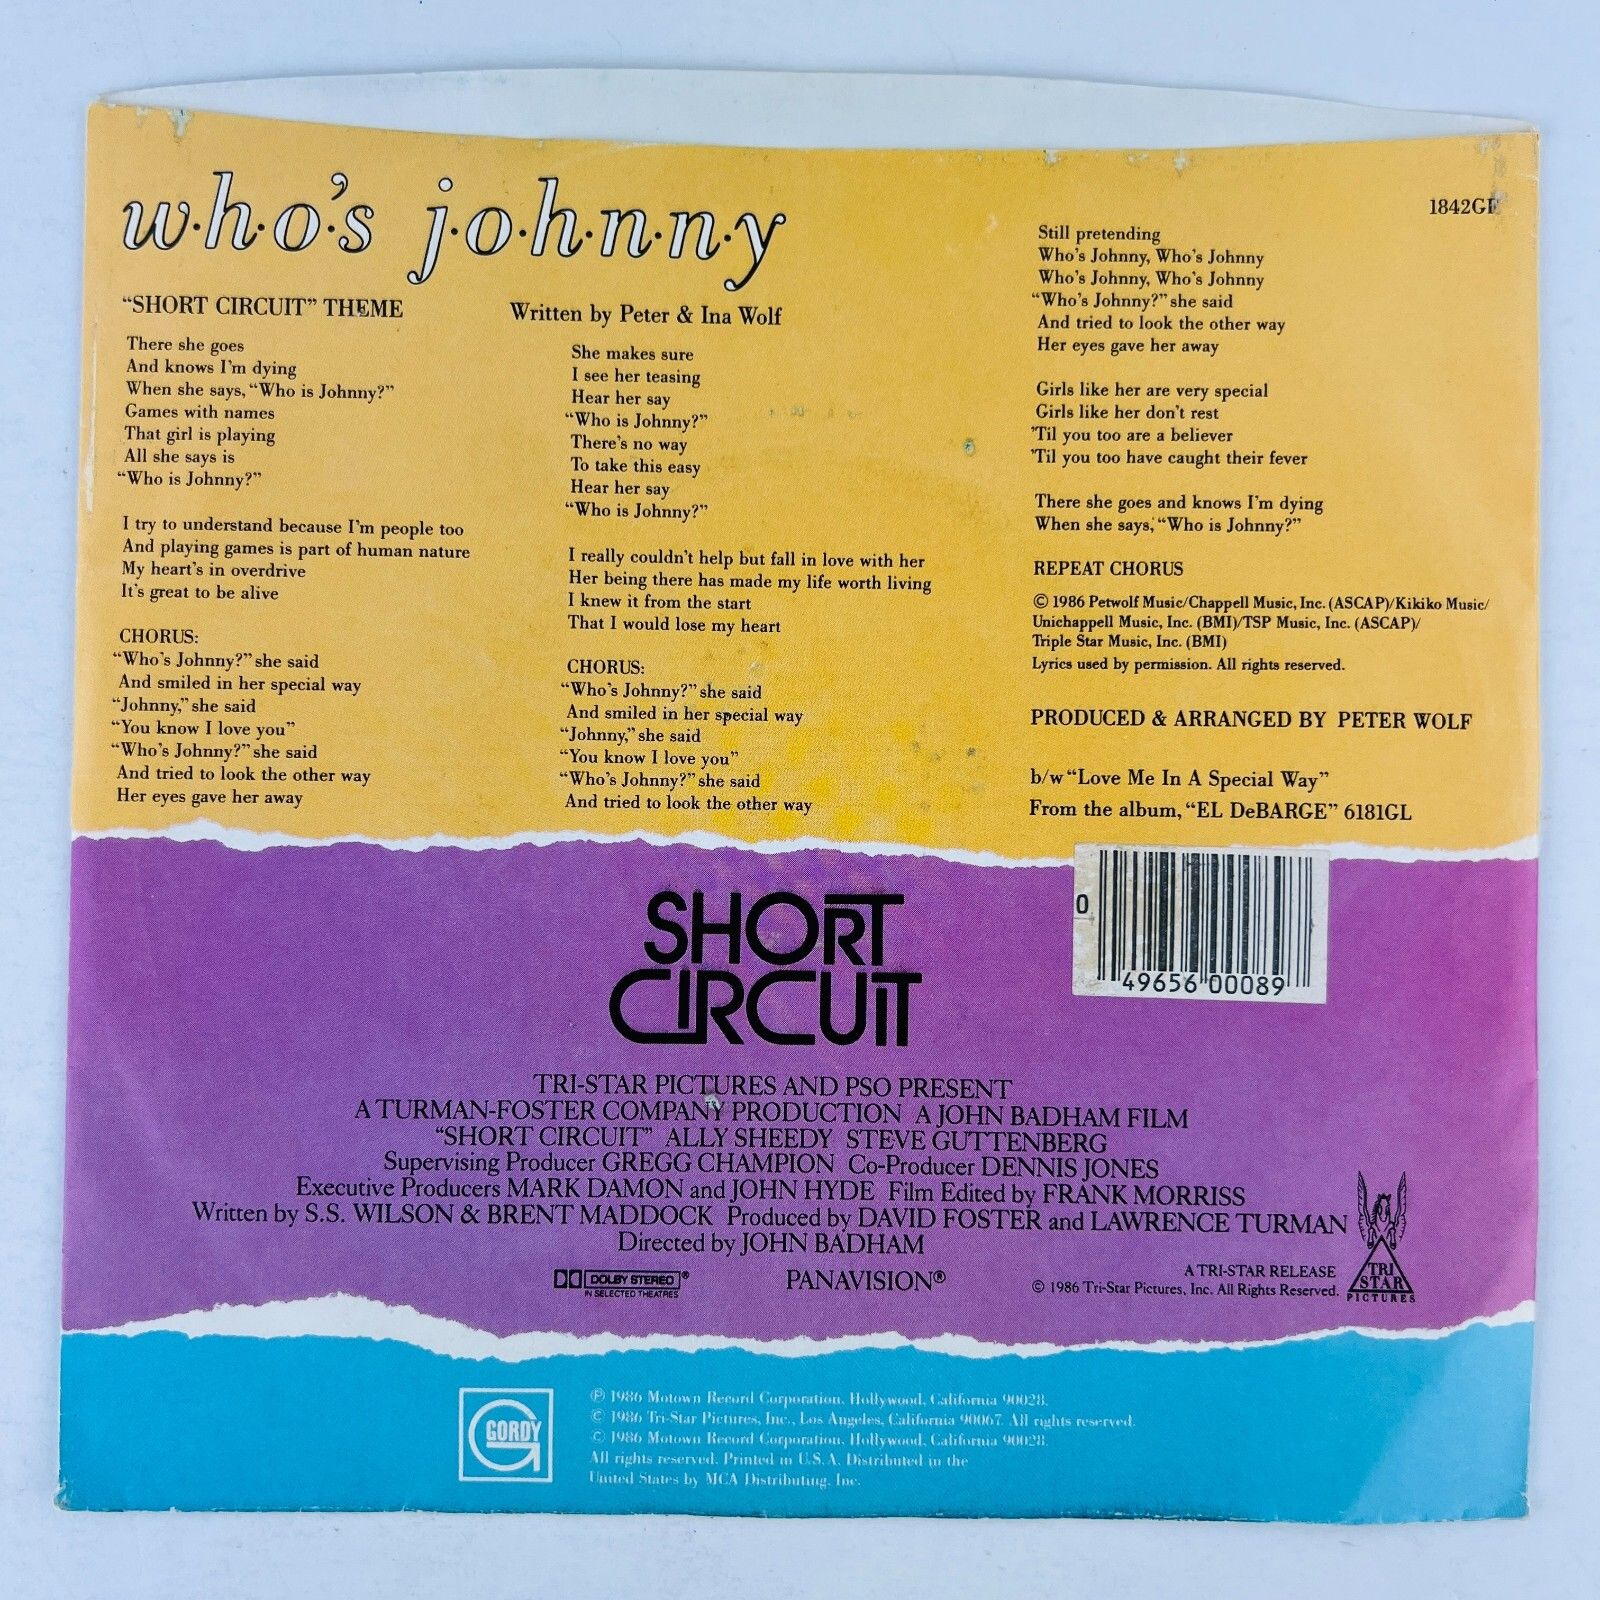 w·h·o·'s j·o·h·n·n·y
"SHORT CIRCUIT" THEME
Written by Peter & Ina Wolf
There she goes
And knows I'm dying
When she says, "Who is Johnny?"
Games with names
That girl is playing
All she says is
"Who is Johnny?"
I try to understand because I'm people too
And playing games is part of human nature
My heart's in overdrive
It's great to be alive
CHORUS:
"Who's Johnny?" she said
And smiled in her special way
"Johnny," she said
"You know I love you"
"Who's Johnny?" she said
And tried to look the other way
Her eyes gave her away
She makes sure
I see her teasing
Hear her say
"Who is Johnny?"
There's no way
To take this easy
Hear her say
"Who is Johnny?"
I really couldn't help but fall in love with her
Her being there has made my life worth living
I knew it from the start
That I would lose my heart
CHORUS:
"Who's Johnny?" she said
And smiled in her special way
"Johnny," she said
"You know I love you"
"Who's Johnny?" she said
And tried to look the other way
1842GF
Still pretending
Who's Johnny, Who's Johnny
Who's Johnny, Who's Johnny
"Who's Johnny?" she said
And tried to look the other way
Her eyes gave her away
Girls like her are very special
Girls like her don't rest
'Til you too are a believer
'Til you too have caught their fever
There she goes and knows I'm dying
When she says, "Who is Johnny?"
REPEAT CHORUS
© 1986 Petwolf Music/Chappell Music, Inc. (ASCAP)/Kikiko Music/
Unichappell Music, Inc. (BMI)/TSP Music, Inc. (ASCAP)/
Triple Star Music, Inc. (BMI)
Lyrics used by permission. All rights reserved.
PRODUCED & ARRANGED BY PETER WOLF
b/w "Love Me In A Special Way"
From the album, "EL DeBARGE" 6181GL
0
49656 00089
SHORT
CIRCUIT
TRI-STAR PICTURES AND PSO PRESENT
A TURMAN-FOSTER COMPANY PRODUCTION A JOHN BADHAM FILM
"SHORT CIRCUIT" ALLY SHEEDY STEVE GUTTENBERG
Supervising Producer GREGG CHAMPION Co-Producer DENNIS JONES
Executive Producers MARK DAMON and JOHN HYDE Film Edited by FRANK MORRISS
Written by S.S. WILSON & BRENT MADDOCK Produced by DAVID FOSTER and LAWRENCE TURMAN
Directed by JOHN BADHAM
DOLBY STEREO®
IN SELECTED THEATRES
PANAVISION®
A TRI-STAR RELEASE
© 1986 Tri-Star Pictures, Inc. All Rights Reserved.
TRI
STAR
PICTURES
GORDY
℗ 1986 Motown Record Corporation, Hollywood, California 90028.
© 1986 Tri-Star Pictures, Inc., Los Angeles, California 90067. All rights reserved.
© 1986 Motown Record Corporation, Hollywood, California 90028.
All rights reserved. Printed in U.S.A. Distributed in the
United States by MCA Distributing, Inc.